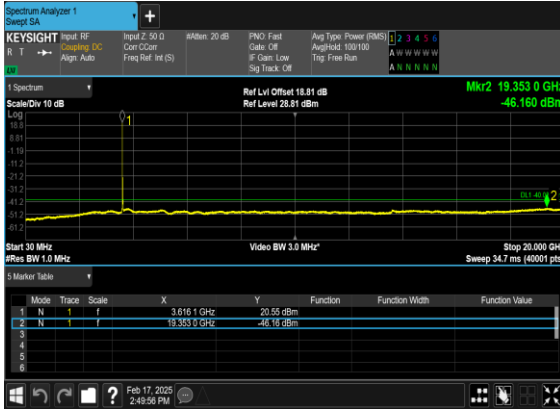 Spectrum Analyzer 1
Swept SA
+
KEYSIGHT
R T
Input: RF
Coupling: DC
Align: Auto
Input Z: 50 Ω
Corr CCorr
Freq Ref: Int (S)
#Atten: 20 dB
PNO: Fast
Gate: Off
IF Gain: Low
Sig Track: Off
Avg Type: Power (RMS)
Avg|Hold: 100/100
Trig: Free Run
1 2 3 4 5 6
A W W W W W
A N N N N N
1 Spectrum
Scale/Div 10 dB
Ref Lvl Offset 18.81 dB
Ref Level 28.81 dBm
Mkr2 19.353 0 GHz
-46.160 dBm
Log
18.8
8.81
-1.19
-11.2
-21.2
-31.2
-41.2
-51.2
-61.2
1
2
Start 30 MHz
#Res BW 1.0 MHz
Video BW 3.0 MHz*
Stop 20.000 GHz
Sweep 34.7 ms (40001 pts)
5 Marker Table
Mode Trace Scale X Y Function Function Width Function Value
1 N 1 f 3.616 1 GHz 20.55 dBm
2 N 1 f 19.353 0 GHz -46.16 dBm
3
4
5
6
?
Feb 17, 2025
2:49:56 PM